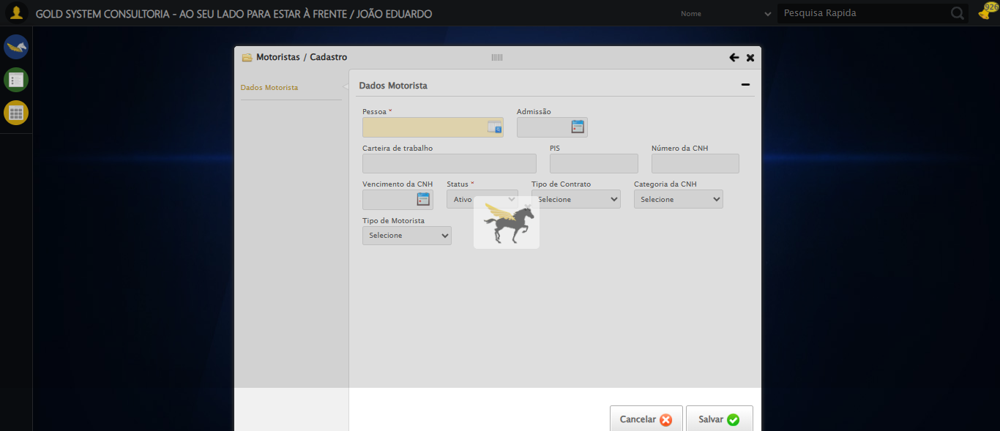 GOLD SYSTEM CONSULTORIA - AO SEU LADO PARA ESTAR À FRENTE / JOÃO EDUARDO
Nome
Pesquisa Rapida
926
Motoristas / Cadastro
Dados Motorista
Dados Motorista
Pessoa *
Admissão
Carteira de trabalho
PIS
Número da CNH
Vencimento da CNH
Status *
Tipo de Contrato
Categoria da CNH
Ativo
Selecione
Selecione
Tipo de Motorista
Selecione
Cancelar
Salvar